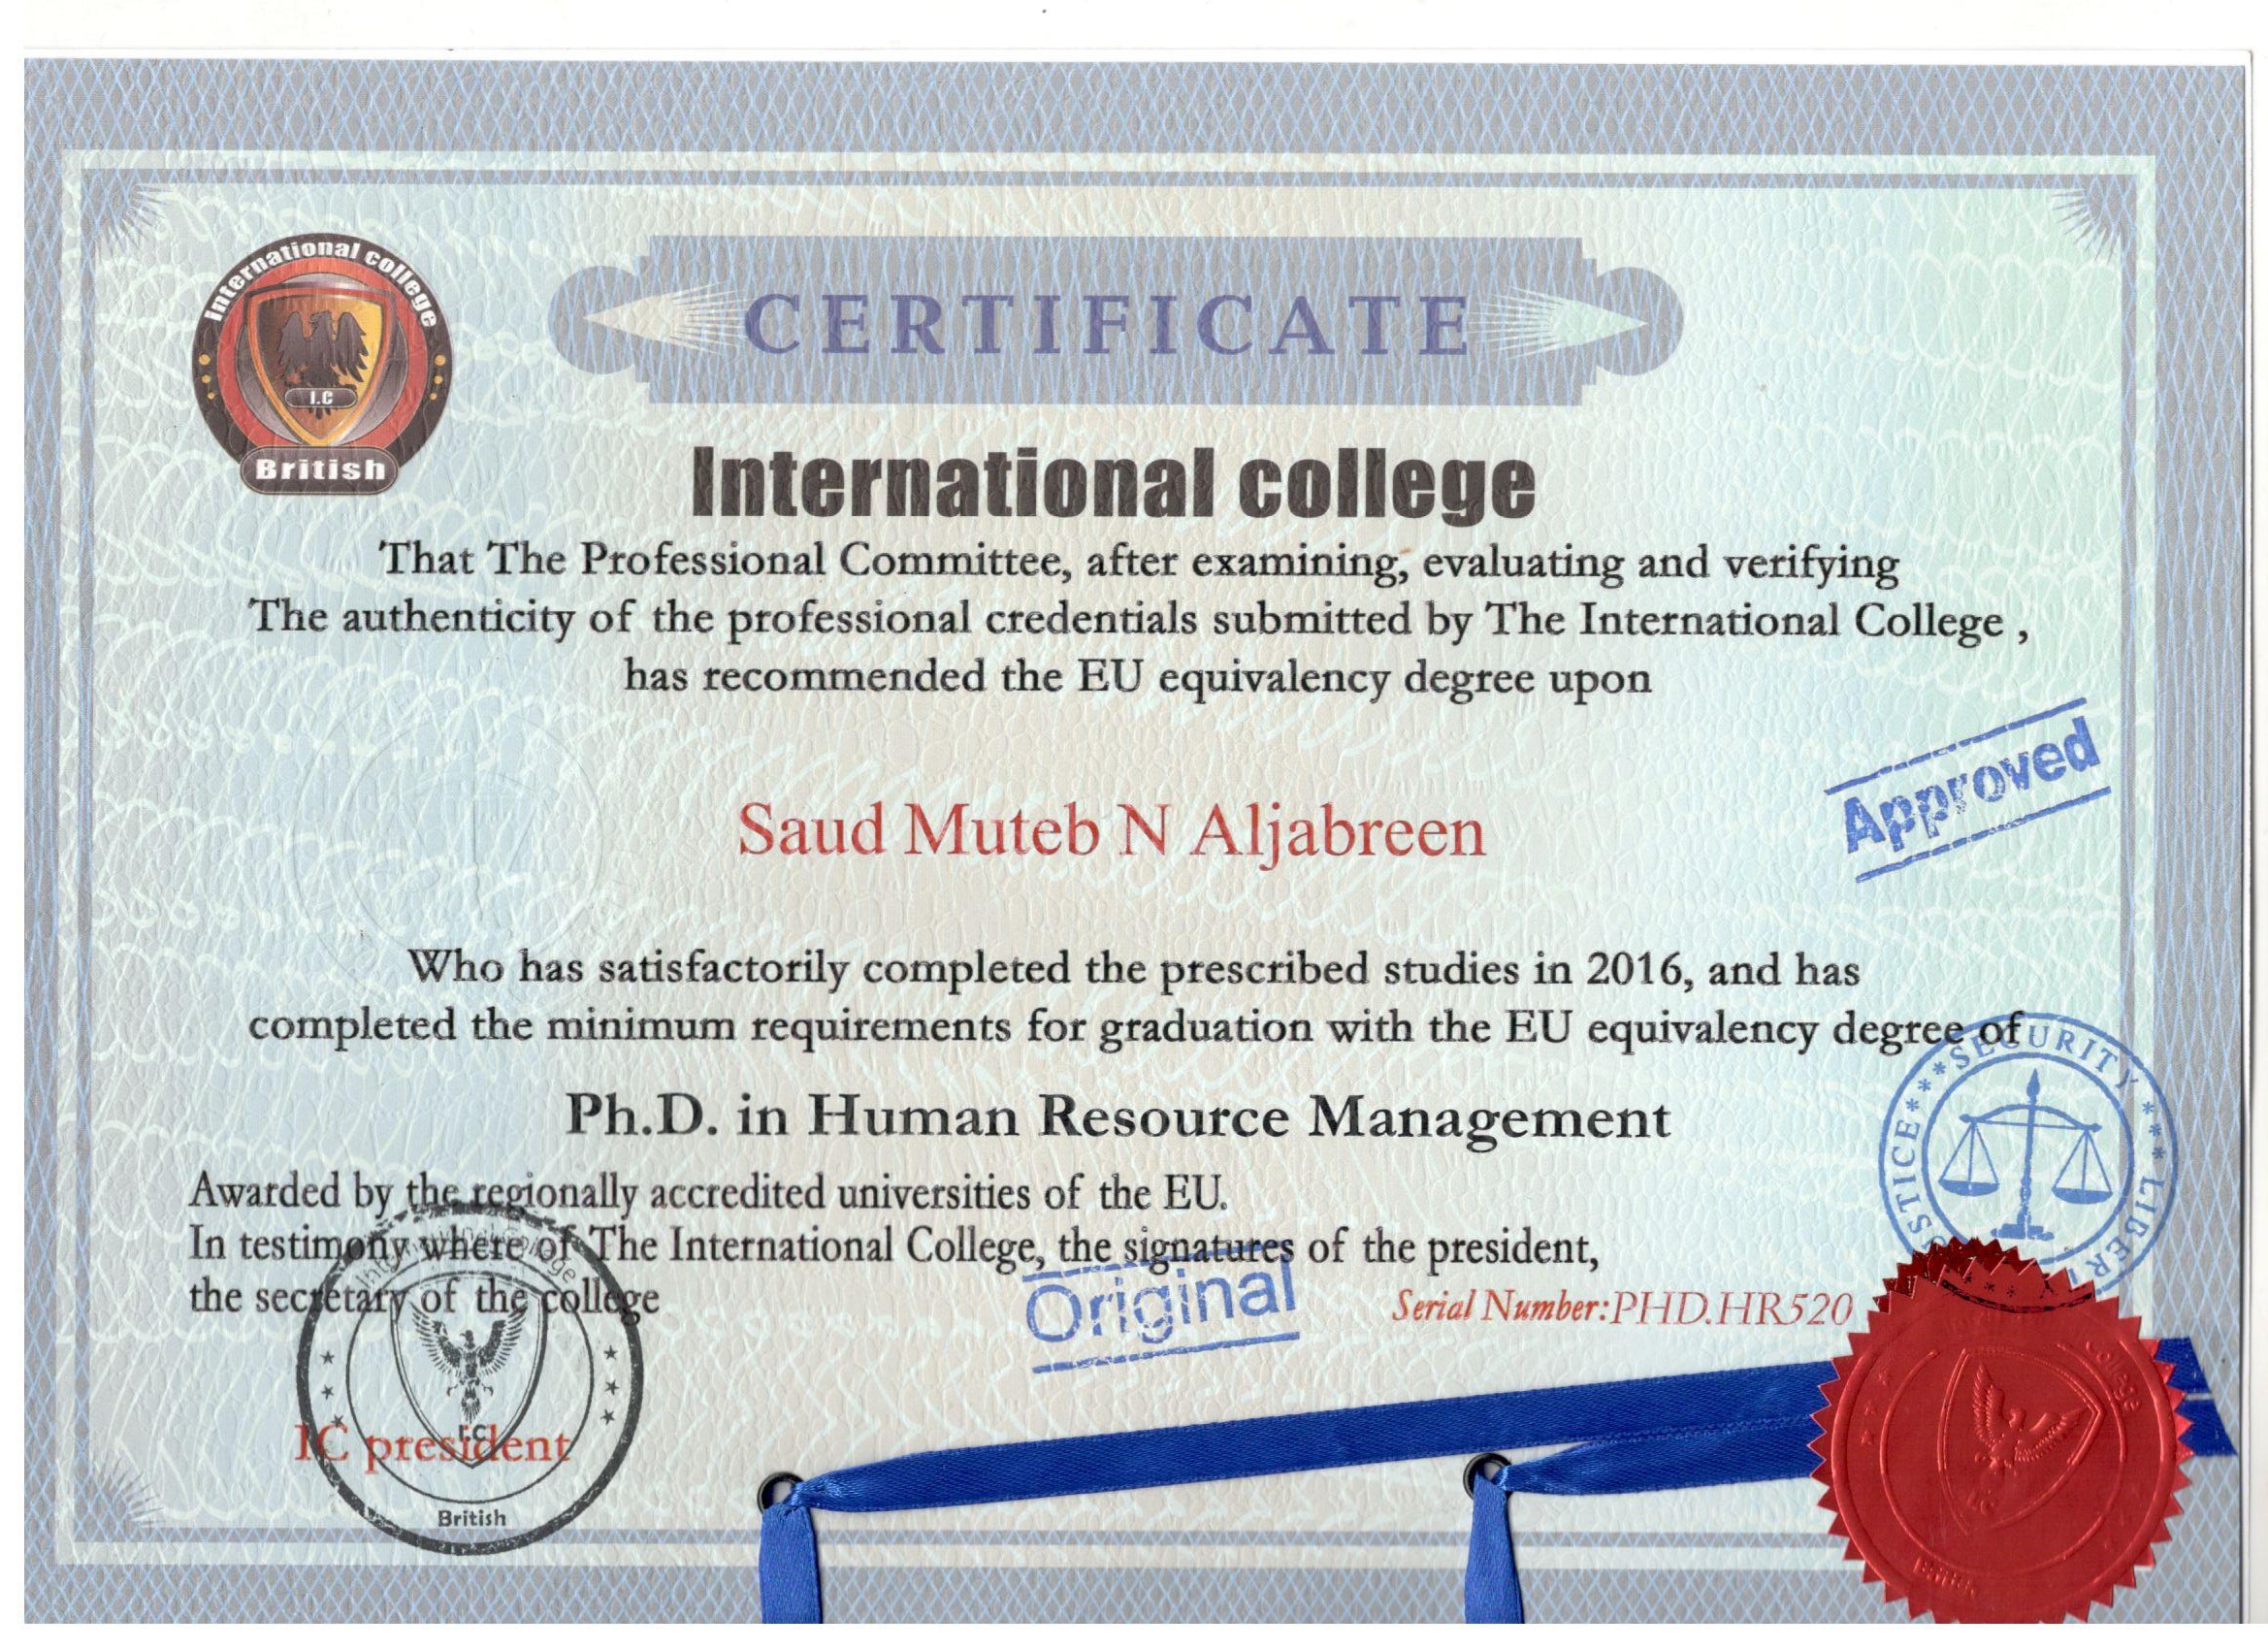 International college
I.C
British
CERTIFICATE
International college
That The Professional Committee, after examining, evaluating and verifying
The authenticity of the professional credentials submitted by The International College ,
has recommended the EU equivalency degree upon
Approved
Saud Muteb N Aljabreen
Who has satisfactorily completed the prescribed studies in 2016, and has
completed the minimum requirements for graduation with the EU equivalency degree of
Ph.D. in Human Resource Management
Awarded by the regionally accredited universities of the EU.
In testimony where of The International College, the signatures of the president,
the secretary of the college
Original
Serial Number:PHD.HR520
SECURITY
IC president
I.C
British
College